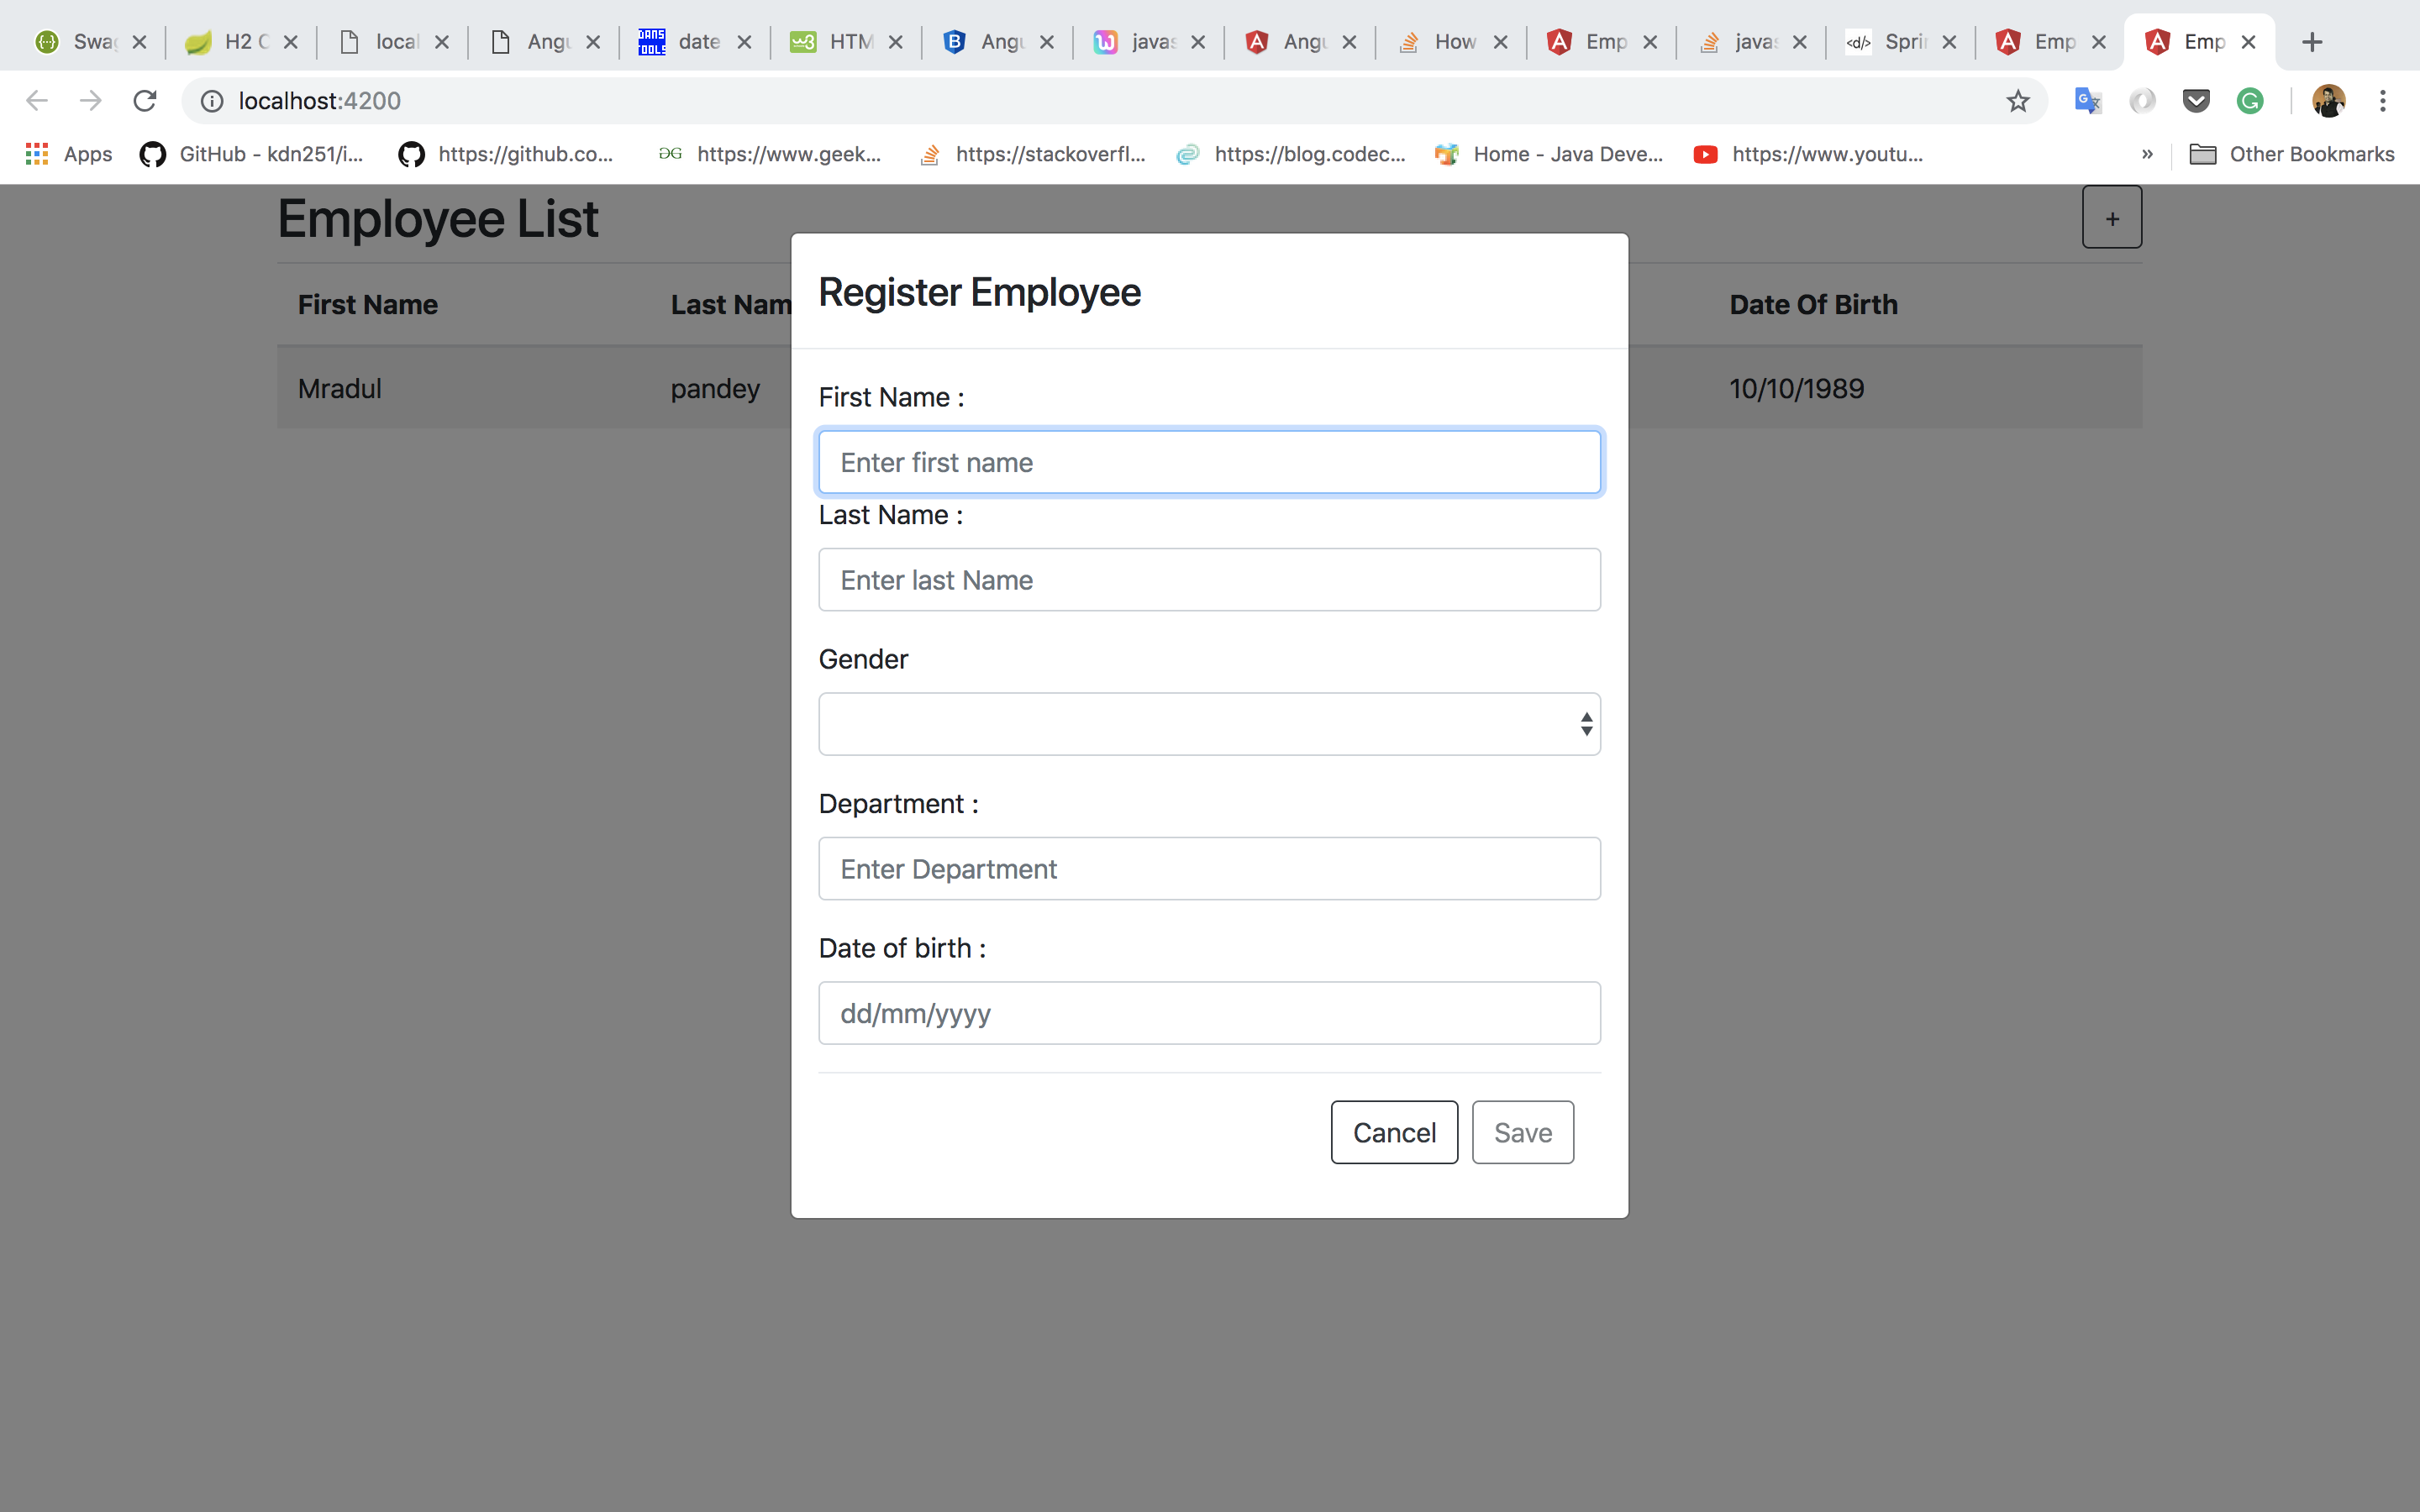 Swag H2 C local Angu date HTM Angu javas Angu How Emp javas Sprin Emp Emp
localhost:4200
Apps GitHub - kdn251/i... https://github.co... https://www.geek... https://stackoverfl... https://blog.codec... Home - Java Deve... https://www.youtu... » Other Bookmarks
Employee List +
Register Employee
First Name Last Nam Date Of Birth
Mradul pandey 10/10/1989
First Name :
Enter first name
Last Name :
Enter last Name
Gender
Department :
Enter Department
Date of birth :
dd/mm/yyyy
Cancel Save